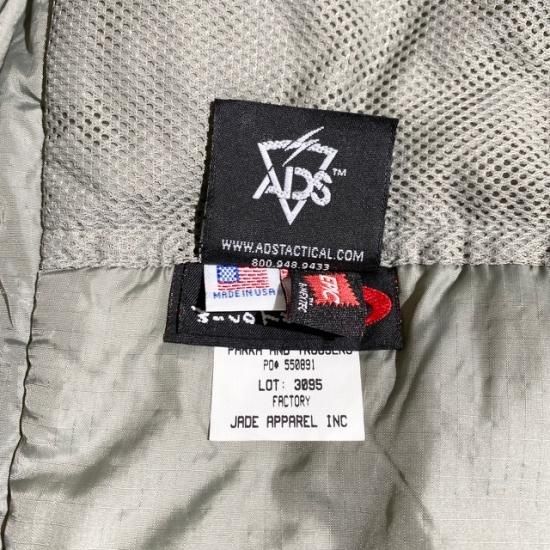 ADS™
WWW.ADSTACTICAL.COM
800.948.9433
MADE IN USA
EPIC
PARKA AND TROUSERS
PO# 550891
LOT: 3095
FACTORY
JADE APPAREL INC